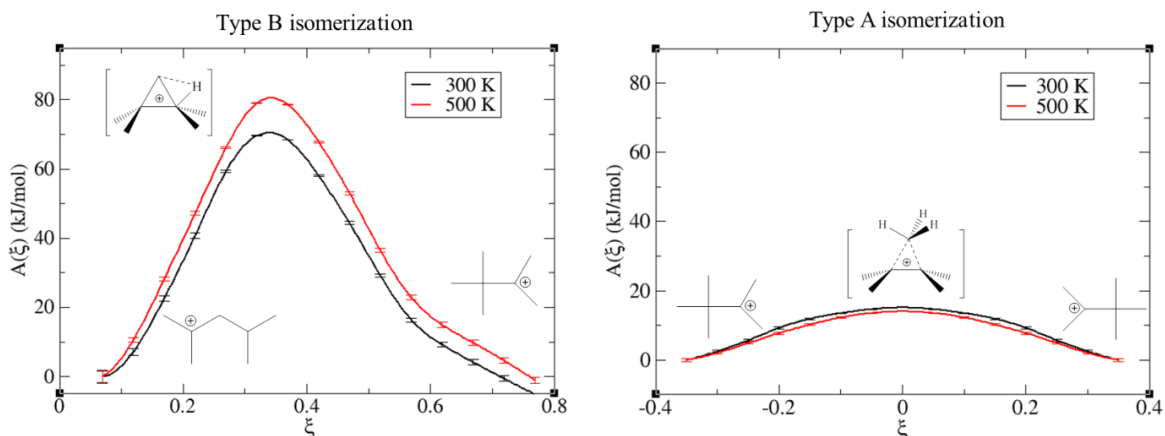 Type B isomerization
A(ξ) (kJ/mol)
80
60
40
20
0
0
0.2
0.4
0.6
0.8
ξ
300 K
500 K
H
⊕
⊕
⊕
Type A isomerization
A(ξ) (kJ/mol)
80
60
40
20
0
-0.4
-0.2
0
0.2
0.4
ξ
300 K
500 K
H
H
H
⊕
⊕
⊕